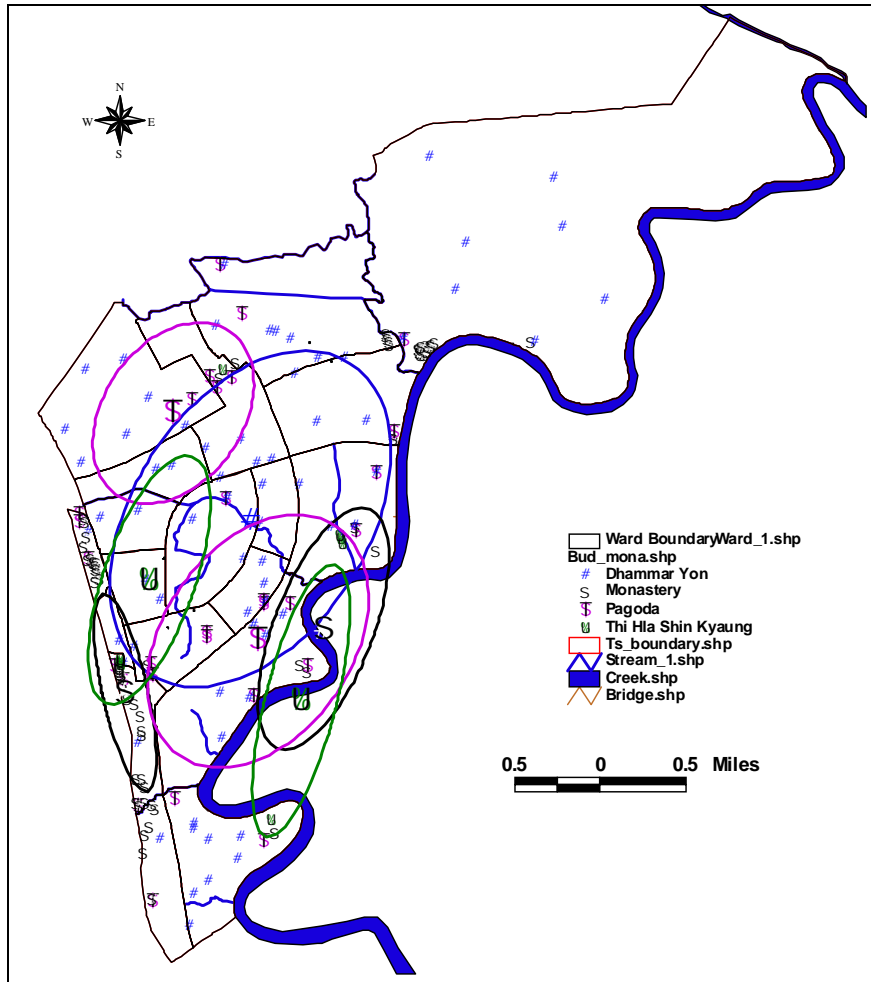 N
W E
S
Ward BoundaryWard_1.shp
Bud_mona.shp
# Dhammar Yon
S Monastery
Pagoda
Thi Hla Shin Kyaung
Ts_boundary.shp
Stream_1.shp
Creek.shp
Bridge.shp
0.5 0 0.5 Miles